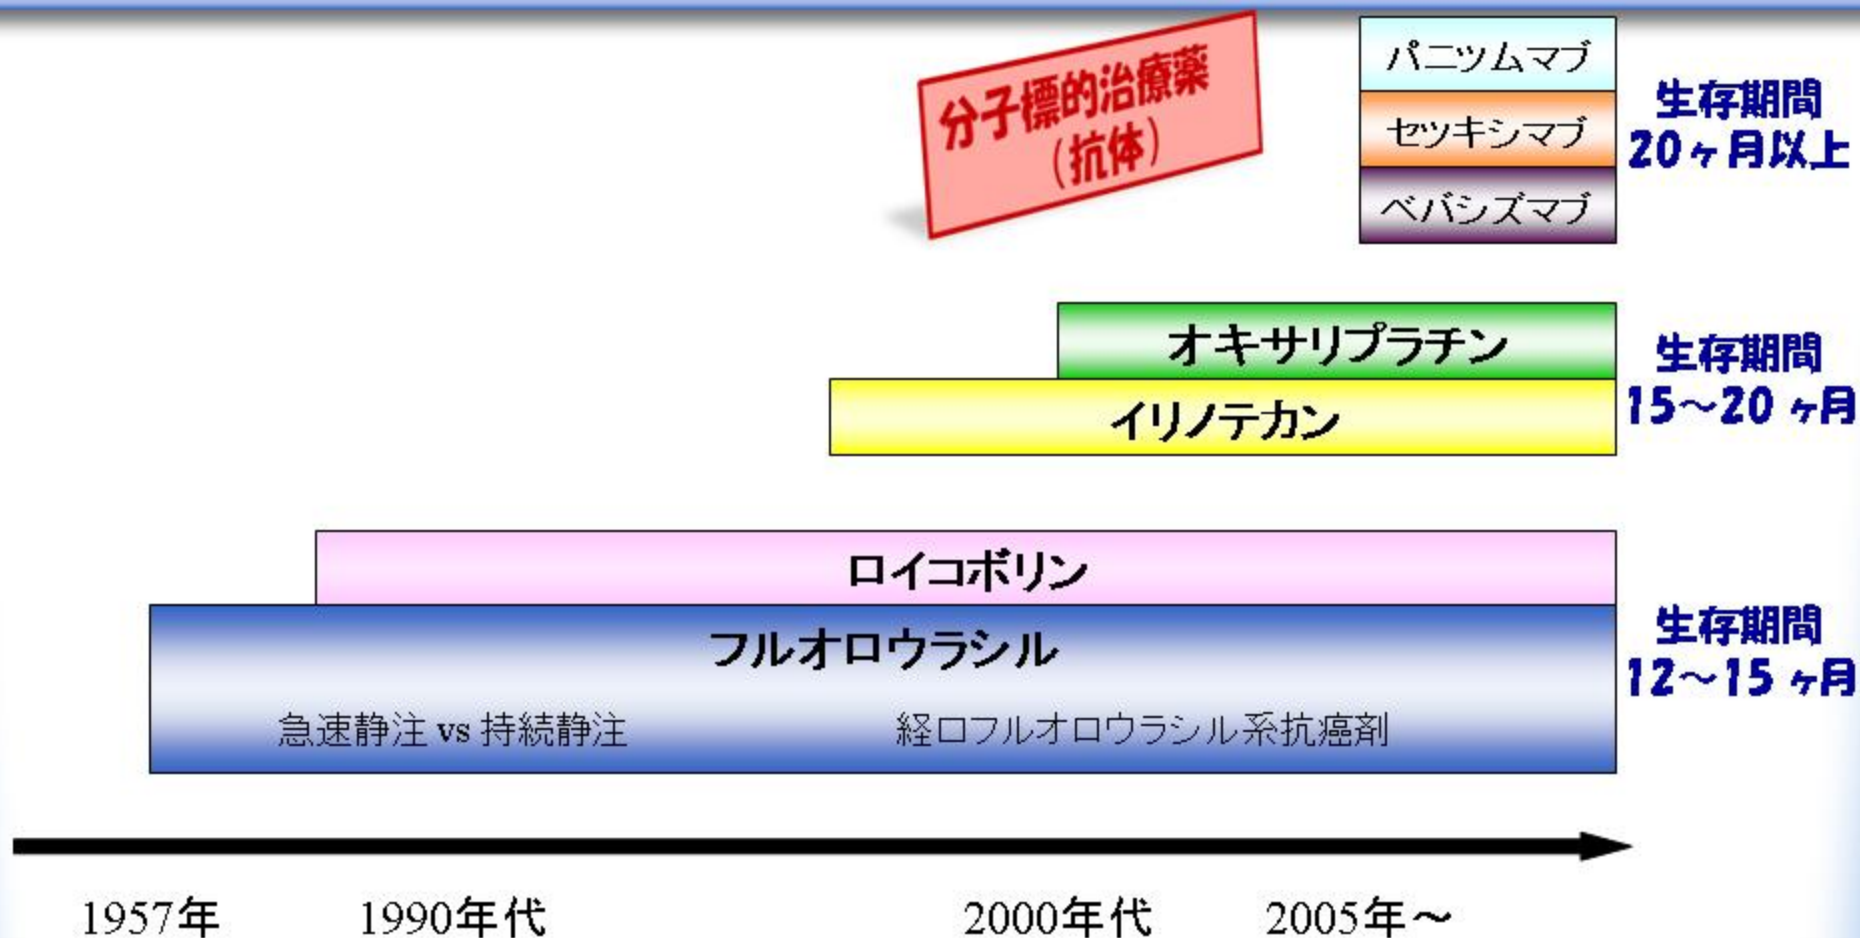 分子標的治療薬
(抗体)
パニツムマブ
セツキシマブ
ベバシズマブ
生存期間
20ヶ月以上
オキサリプラチン
イリノテカン
生存期間
15～20 ヶ月
ロイコボリン
フルオロウラシル
急速静注 vs 持続静注
経口フルオロウラシル系抗癌剤
生存期間
12～15 ヶ月
1957年
1990年代
2000年代
2005年～